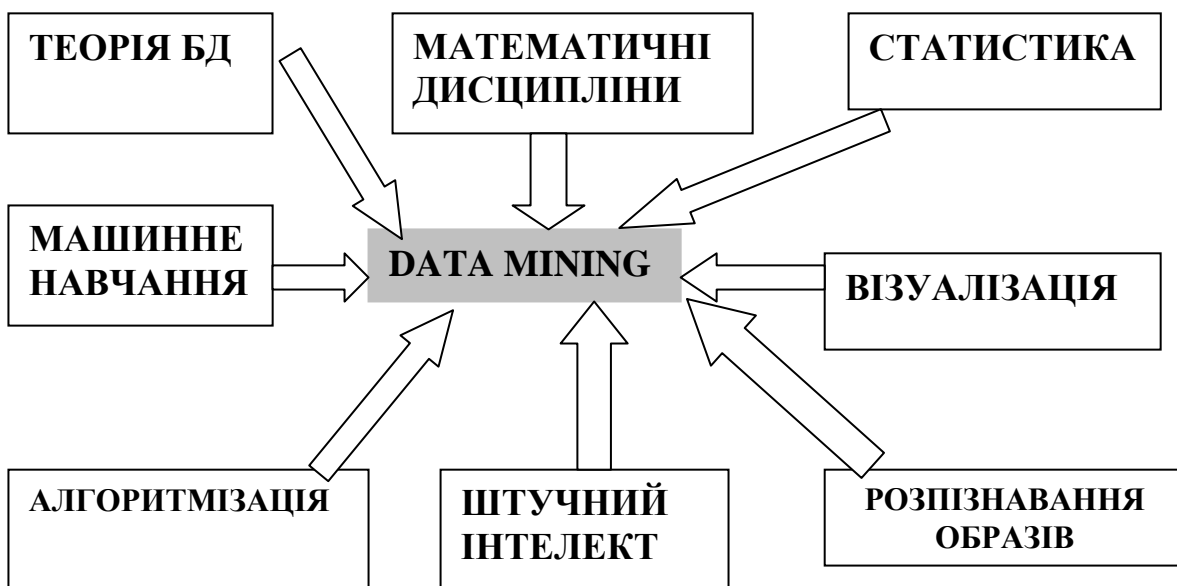 ТЕОРІЯ БД
МАТЕМАТИЧНІ
ДИСЦИПЛІНИ
СТАТИСТИКА
МАШИННЕ
НАВЧАННЯ
DATA MINING
ВІЗУАЛІЗАЦІЯ
АЛГОРИТМІЗАЦІЯ
ШТУЧНИЙ
ІНТЕЛЕКТ
РОЗПІЗНАВАННЯ
ОБРАЗІВ